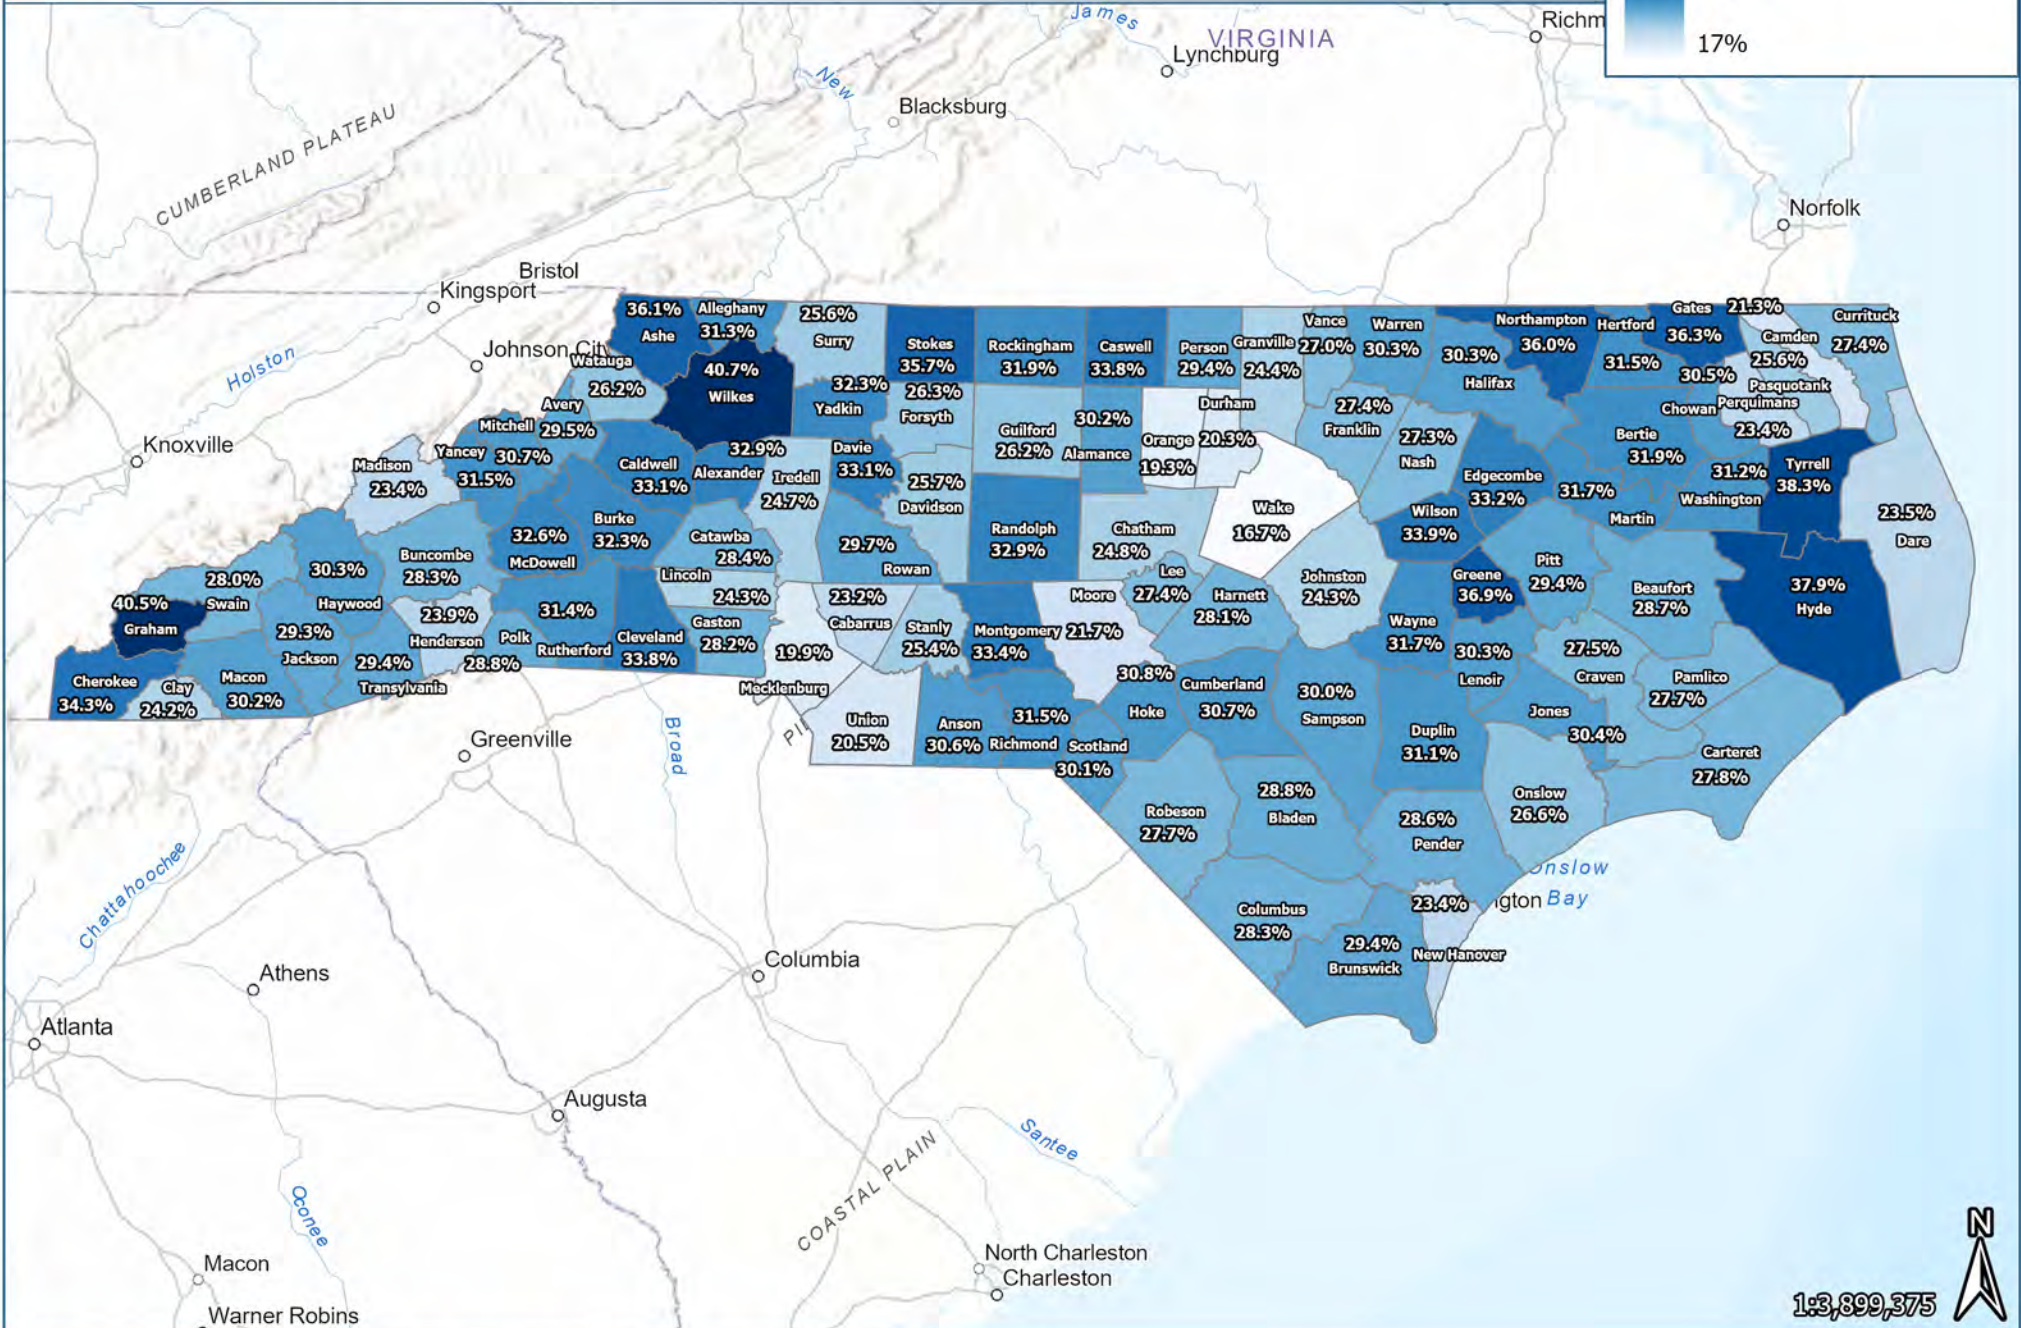 James
VIRGINIA
Lynchburg
Richm
17%
New
Blacksburg
CUMBERLAND PLATEAU
Norfolk
Bristol
Kingsport
Johnson City
Holston
Knoxville
36.1%
Ashe
Alleghany
31.3%
25.6%
Surry
Stokes
35.7%
Rockingham
31.9%
Caswell
33.8%
Person
29.4%
Granville
24.4%
Vance
27.0%
Warren
30.3%
30.3%
Halifax
Northampton
36.0%
Hertford
31.5%
Gates
36.3%
21.3%
Camden
25.6%
Currituck
27.4%
Watauga
26.2%
40.7%
Wilkes
32.3%
Yadkin
26.3%
Forsyth
Guilford
26.2%
30.2%
Alamance
Orange
19.3%
Durham
20.3%
27.4%
Franklin
27.3%
Nash
30.5%
Chowan
Pasquotank
Perquimans
23.4%
Avery
29.5%
Mitchell
30.7%
Yancey
31.5%
Madison
23.4%
Caldwell
33.1%
32.9%
Alexander
Iredell
24.7%
Davie
33.1%
25.7%
Davidson
Randolph
32.9%
Chatham
24.8%
Wake
16.7%
Edgecombe
33.2%
Bertie
31.9%
31.7%
Martin
31.2%
Washington
Tyrrell
38.3%
23.5%
Dare
Wilson
33.9%
32.6%
McDowell
Burke
32.3%
Catawba
28.4%
29.7%
Rowan
Buncombe
28.3%
30.3%
Haywood
28.0%
Swain
40.5%
Graham
Lincoln
24.3%
Lee
27.4%
Harnett
28.1%
Johnston
24.3%
Greene
36.9%
Pitt
29.4%
Beaufort
28.7%
37.9%
Hyde
23.9%
Henderson
31.4%
Rutherford
Polk
28.8%
Cleveland
33.8%
Gaston
28.2%
19.9%
Mecklenburg
23.2%
Cabarrus
Stanly
25.4%
Montgomery
33.4%
Moore
21.7%
Wayne
31.7%
30.3%
Lenoir
27.5%
Craven
Pamlico
27.7%
29.3%
Jackson
29.4%
Transylvania
Macon
30.2%
Clay
24.2%
Cherokee
34.3%
Union
20.5%
Anson
30.6%
31.5%
Richmond
Scotland
30.1%
30.8%
Hoke
Cumberland
30.7%
30.0%
Sampson
Duplin
31.1%
Jones
30.4%
Carteret
27.8%
Onslow
26.6%
Robeson
27.7%
28.8%
Bladen
28.6%
Pender
Columbus
28.3%
29.4%
Brunswick
23.4%
New Hanover
Onslow
Bay
ngton
Greenville
Broad
Chattahoochee
Athens
Columbia
Atlanta
Augusta
Santee
COASTAL PLAIN
Oconee
Macon
North Charleston
Charleston
Warner Robins
N
1:3,899,375